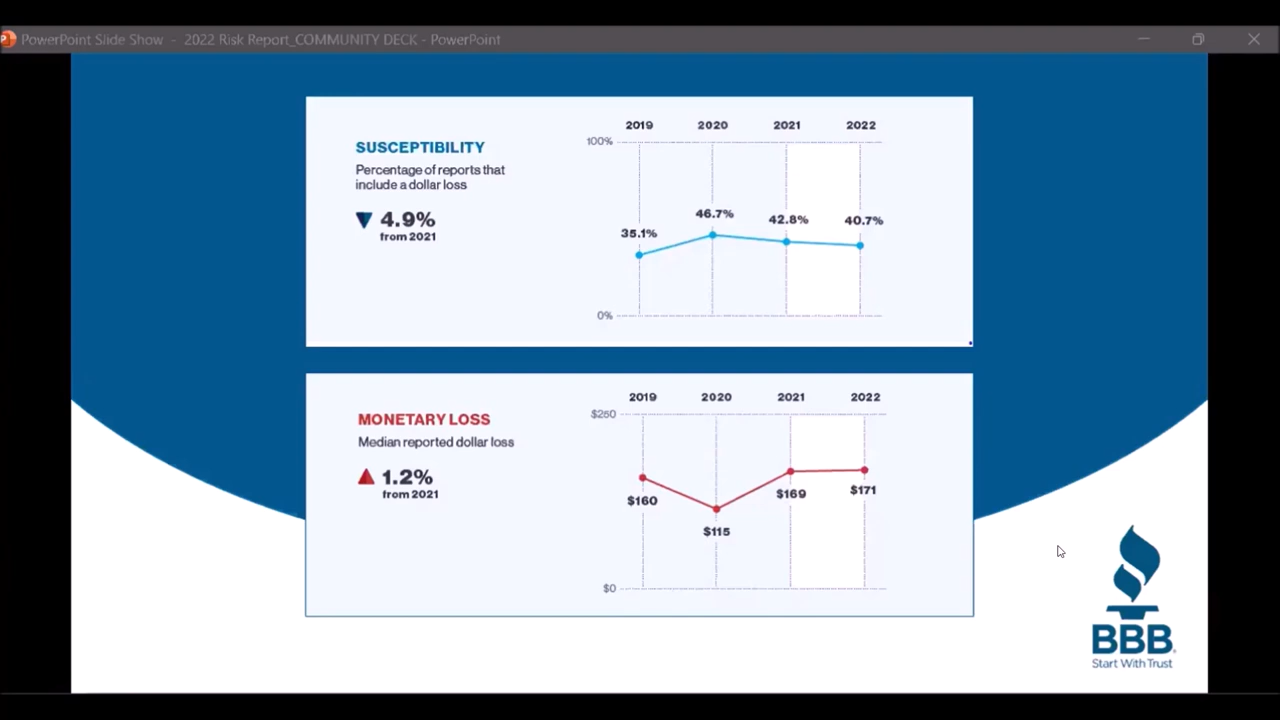 PowerPoint Slide Show - 2022 Risk Report_COMMUNITY DECK - PowerPoint
SUSCEPTIBILITY
Percentage of reports that
include a dollar loss
4.9%
from 2021
2019 2020 2021 2022
100%
35.1% 46.7% 42.8% 40.7%
0%
MONETARY LOSS
Median reported dollar loss
1.2%
from 2021
2019 2020 2021 2022
$250
$160 $115 $169 $171
$0
BBB
Start With Trust